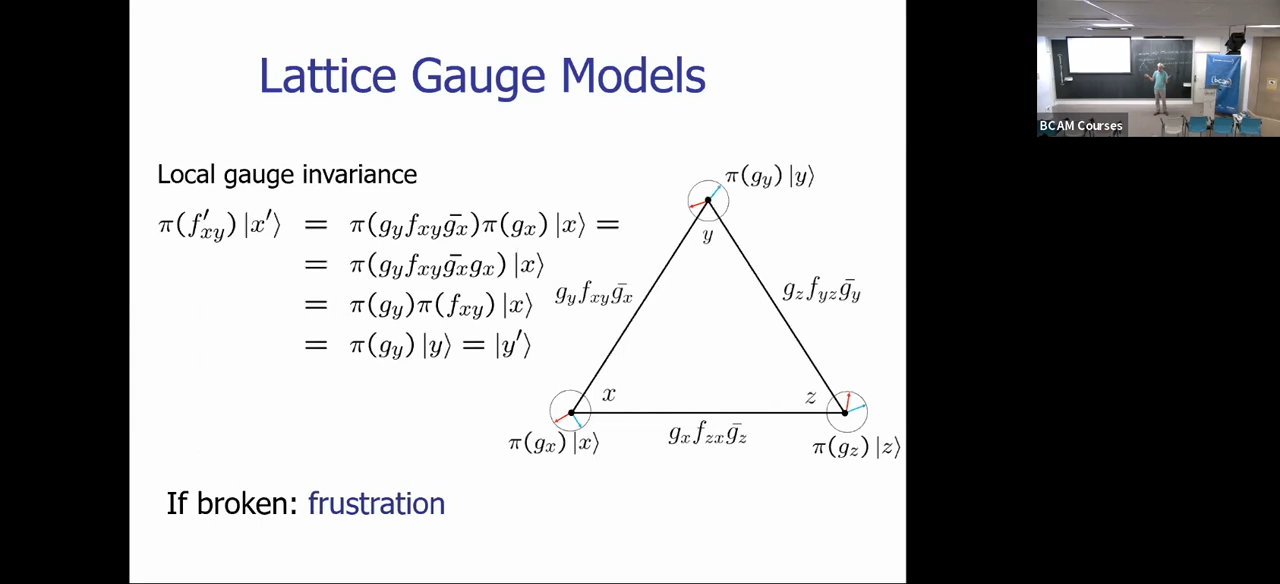 Lattice Gauge Models
Local gauge invariance
π(f′xy) |x′⟩ = π(gy fxy ḡx)π(gx) |x⟩ =
= π(gy fxy ḡx gx) |x⟩
= π(gy)π(fxy) |x⟩
= π(gy) |y⟩ = |y′⟩
π(gy) |y⟩
y
gy fxy ḡx
gz fyz ḡy
x
z
π(gx) |x⟩
gx fzx ḡz
π(gz) |z⟩
If broken: frustration
BCAM Courses